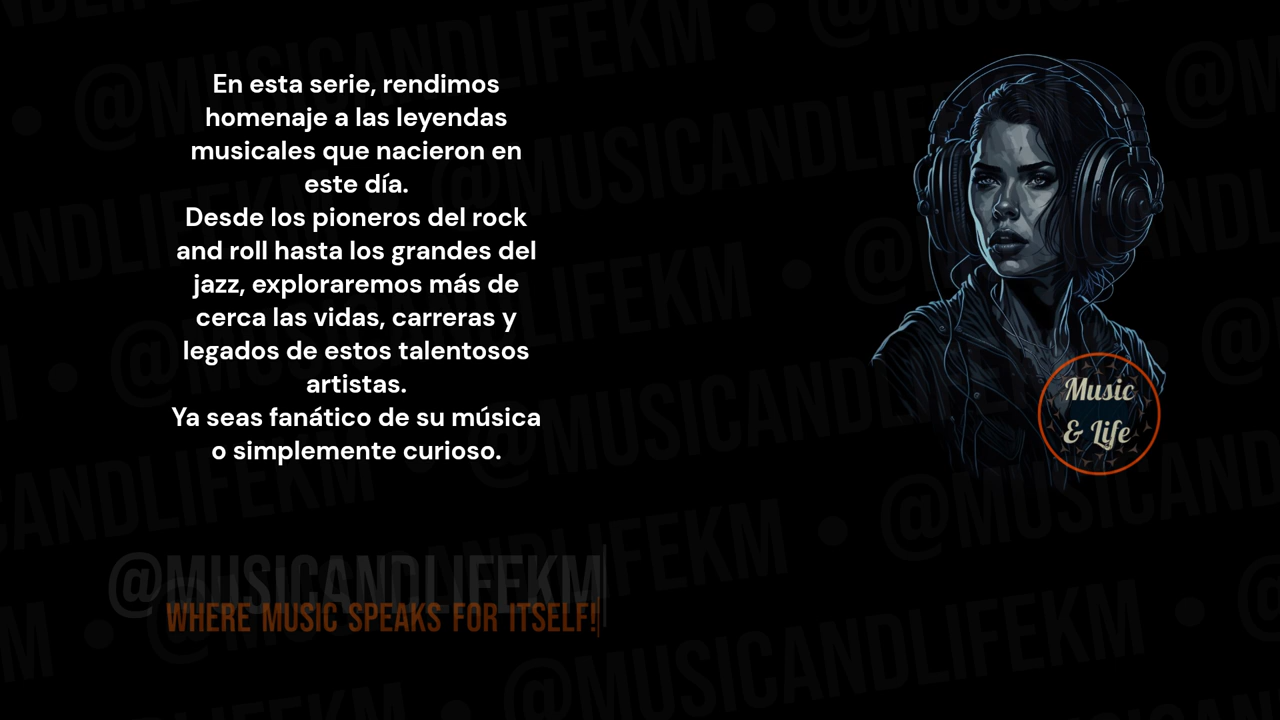 En esta serie, rendimos
homenaje a las leyendas
musicales que nacieron en
este día.
Desde los pioneros del rock
and roll hasta los grandes del
jazz, exploraremos más de
cerca las vidas, carreras y
legados de estos talentosos
artistas.
Ya seas fanático de su música
o simplemente curioso.
Music
& Life
@MUSICANDLIFEKM
WHERE MUSIC SPEAKS FOR ITSELF!